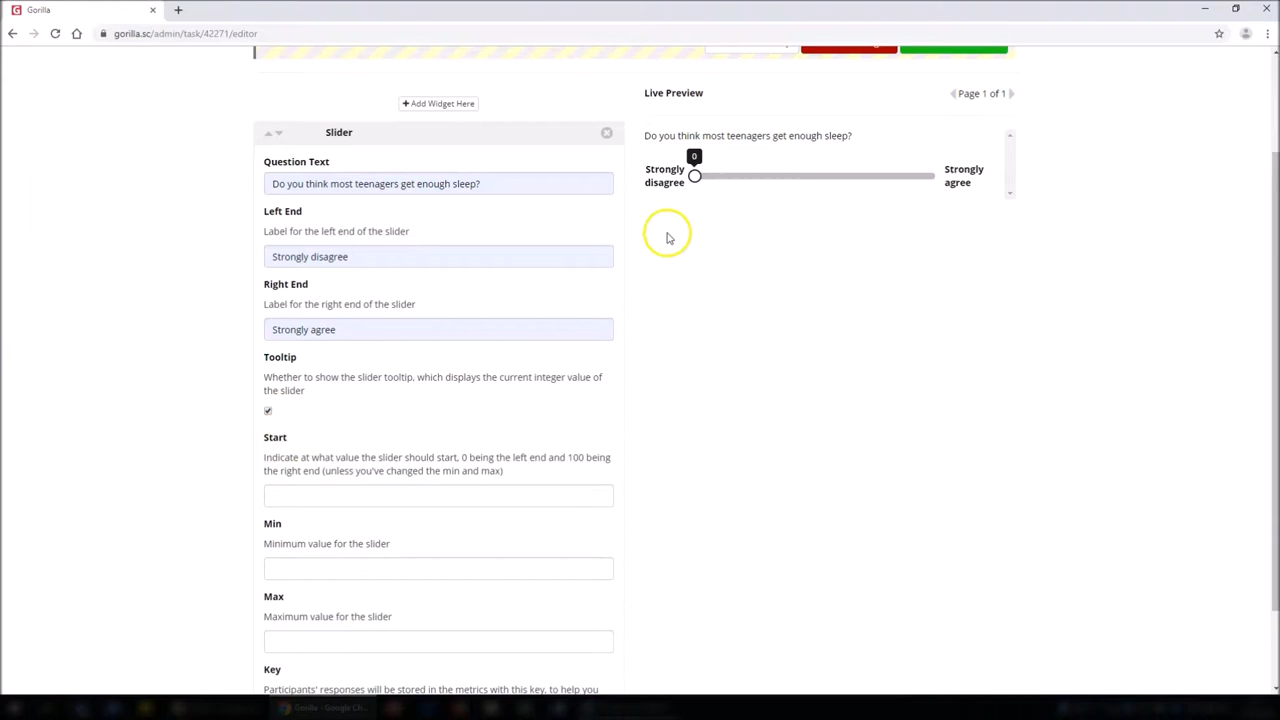 Gorilla
gorilla.sc/admin/task/42271/editor
Add Widget Here
Live Preview
Page 1 of 1
Slider
Question Text
Do you think most teenagers get enough sleep?
Left End
Label for the left end of the slider
Strongly disagree
Right End
Label for the right end of the slider
Strongly agree
Tooltip
Whether to show the slider tooltip, which displays the current integer value of
the slider
Start
Indicate at what value the slider should start, 0 being the left end and 100 being
the right end (unless you've changed the min and max)
Min
Minimum value for the slider
Max
Maximum value for the slider
Key
Participants' responses will be stored in the metrics with this key, to help you
Do you think most teenagers get enough sleep?
0
Strongly
disagree
Strongly
agree
Gorilla - Google Ch...